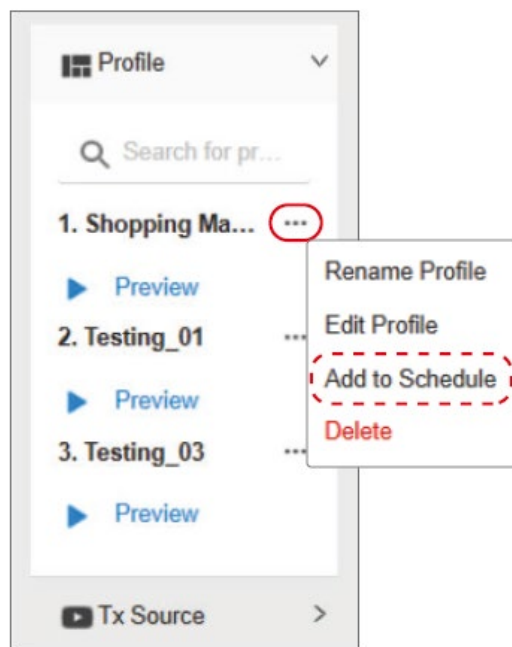 Profile
Search for pr...
1. Shopping Ma...
Preview
2. Testing_01
Preview
3. Testing_03
Preview
Rename Profile
Edit Profile
Add to Schedule
Delete
Tx Source